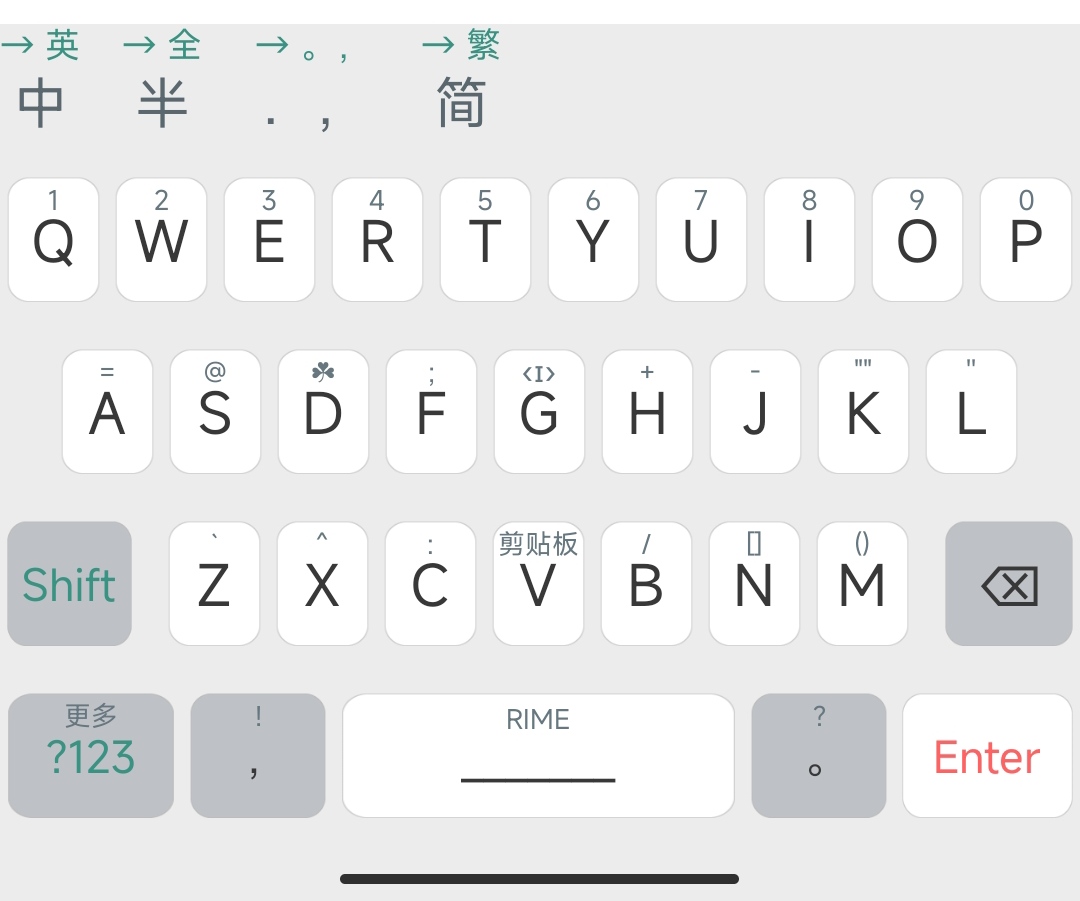 → 英 → 全 → 。, → 繁
中 半 . , 简
1 2 3 4 5 6 7 8 9 0
Q W E R T Y U I O P
= @ ☘ ; ‹I› + - "" "
A S D F G H J K L
` ^ : 剪贴板 / [] ()
Shift Z X C V B N M
更多 ! RIME ?
?123 , 。 Enter